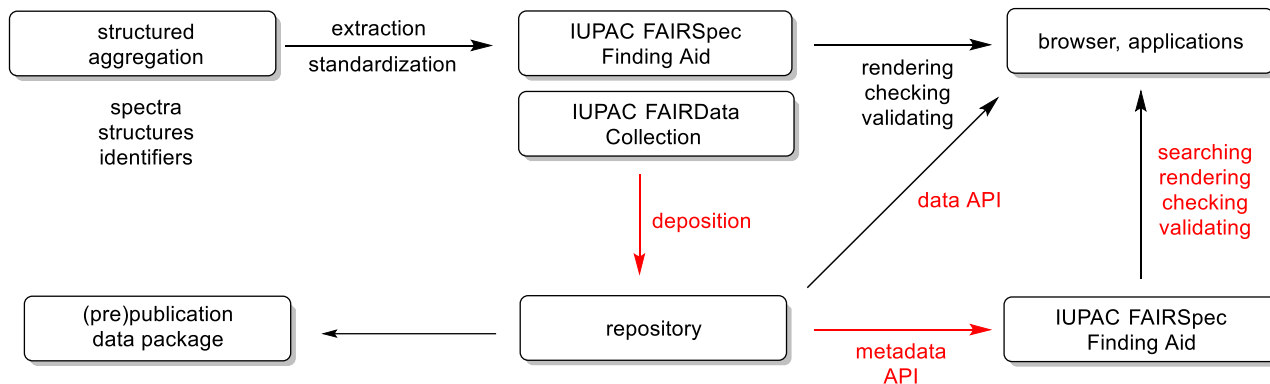 structured
aggregation
extraction
standardization
IUPAC FAIRSpec
Finding Aid
browser, applications
spectra
structures
identifiers
IUPAC FAIRData
Collection
rendering
checking
validating
deposition
data API
searching
rendering
checking
validating
(pre)publication
data package
repository
metadata
API
IUPAC FAIRSpec
Finding Aid